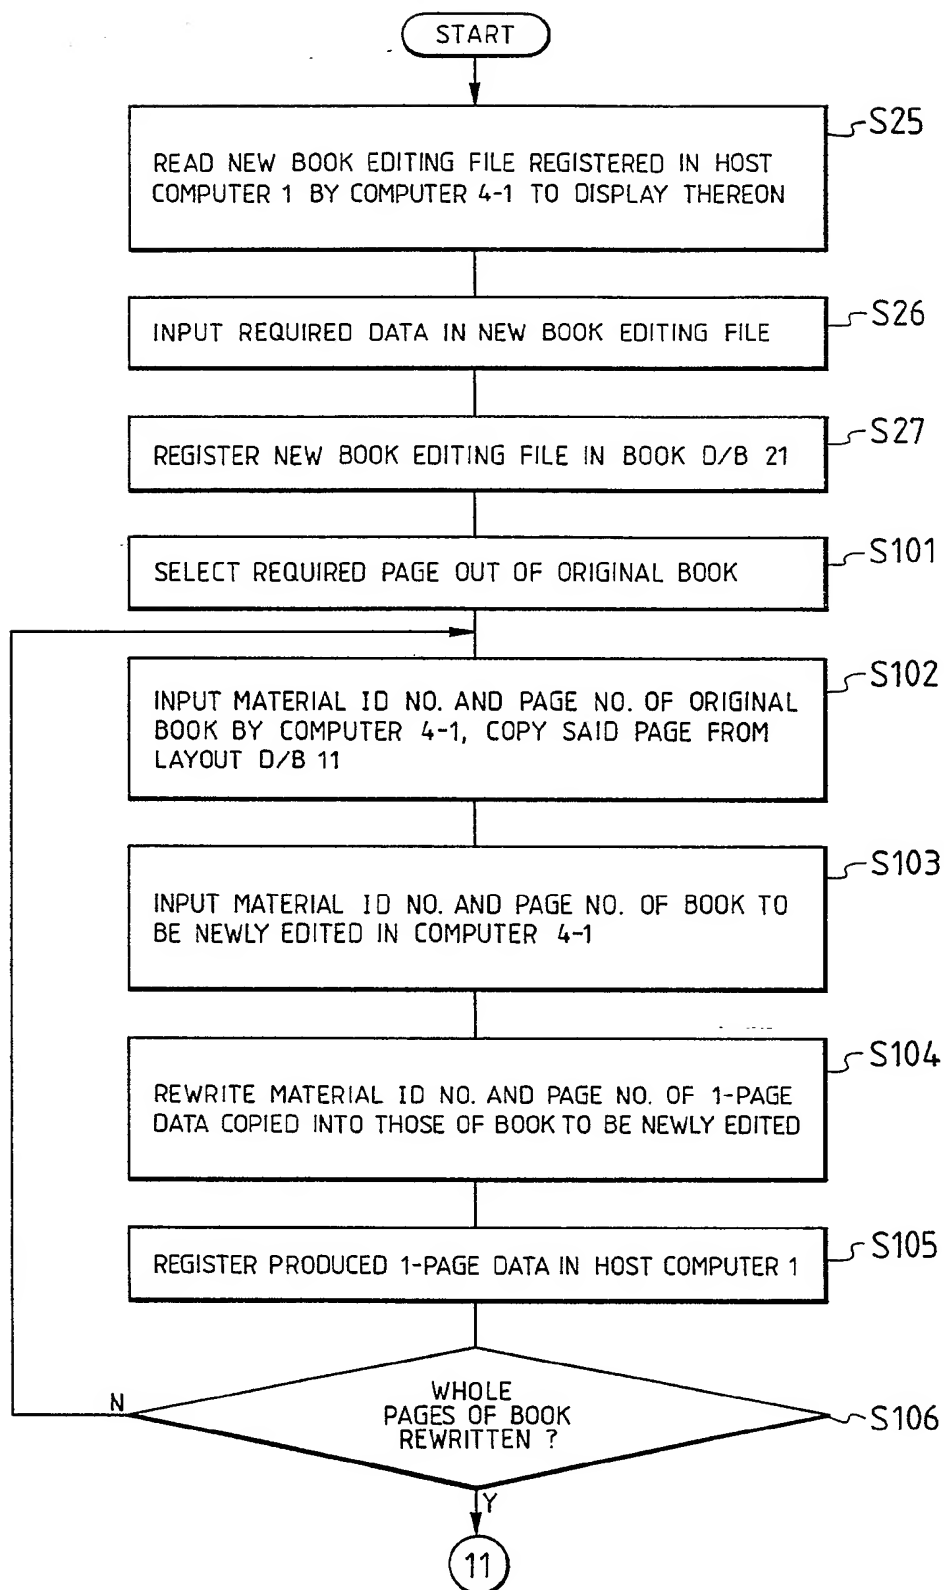 START
S25
READ NEW BOOK EDITING FILE REGISTERED IN HOST
COMPUTER 1 BY COMPUTER 4-1 TO DISPLAY THEREON
S26
INPUT REQUIRED DATA IN NEW BOOK EDITING FILE
S27
REGISTER NEW BOOK EDITING FILE IN BOOK D/B 21
S101
SELECT REQUIRED PAGE OUT OF ORIGINAL BOOK
S102
INPUT MATERIAL ID NO. AND PAGE NO. OF ORIGINAL
BOOK BY COMPUTER 4-1, COPY SAID PAGE FROM
LAYOUT D/B 11
S103
INPUT MATERIAL ID NO. AND PAGE NO. OF BOOK TO
BE NEWLY EDITED IN COMPUTER 4-1
S104
REWRITE MATERIAL ID NO. AND PAGE NO. OF 1-PAGE
DATA COPIED INTO THOSE OF BOOK TO BE NEWLY EDITED
S105
REGISTER PRODUCED 1-PAGE DATA IN HOST COMPUTER 1
N
WHOLE
PAGES OF BOOK
REWRITTEN ?
S106
Y
11